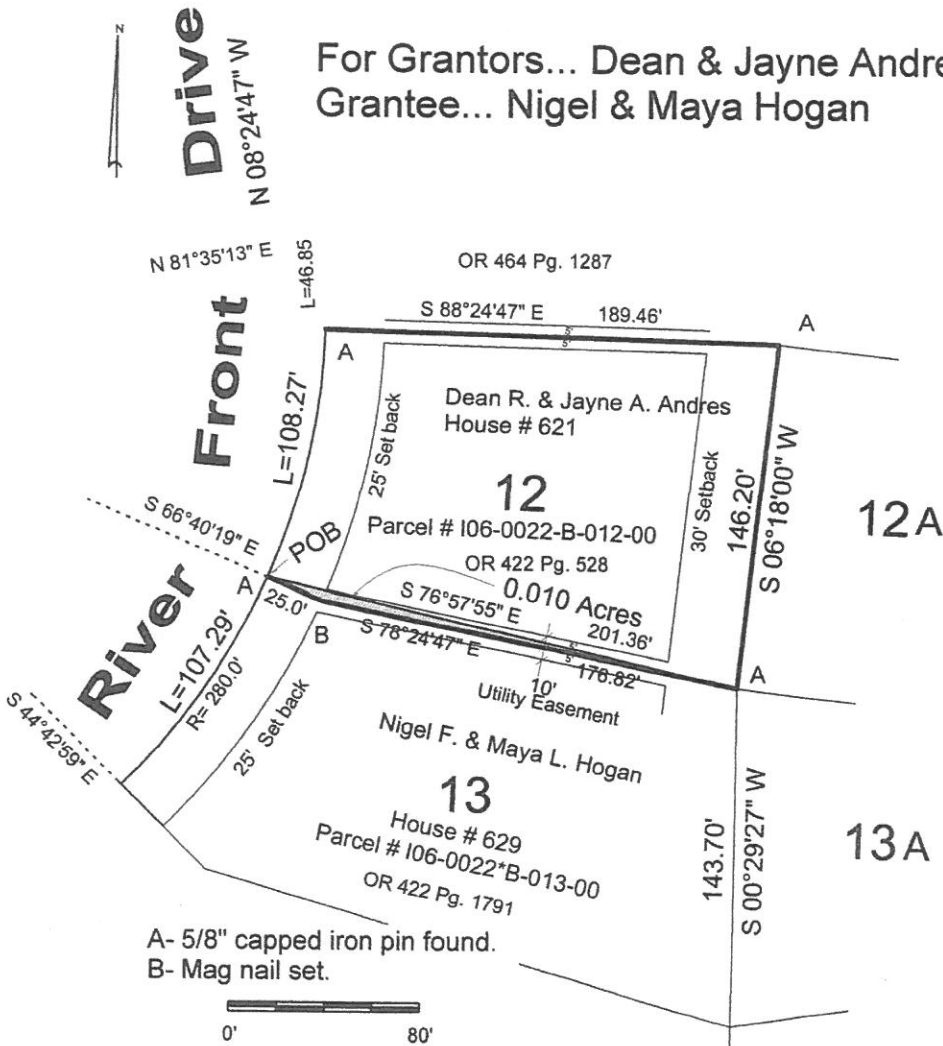 N
For Grantors... Dean & Jayne Andre
Grantee... Nigel & Maya Hogan
River Front Drive
N 08°24'47" W
N 81°35'13" E
L=46.85
OR 464 Pg. 1287
S 88°24'47" E 189.46'
5'
5'
A
A
Dean R. & Jayne A. Andres
House # 621
L=108.27'
25' Set back
12
Parcel # I06-0022-B-012-00
OR 422 Pg. 528
30' Setback
146.20'
S 06°18'00" W
12A
S 66°40'19" E
POB
A
25.0'
0.010 Acres
S 76°57'55" E
201.36'
B
S 78°24'47" E
2'
5'
176.82'
A
10'
Utility Easement
L=107.29'
R= 280.0'
S 44°42'59" E
25' Set back
Nigel F. & Maya L. Hogan
13
House # 629
Parcel # I06-0022*B-013-00
OR 422 Pg. 1791
143.70'
S 00°29'27" W
13A
A- 5/8" capped iron pin found.
B- Mag nail set.
0' 80'